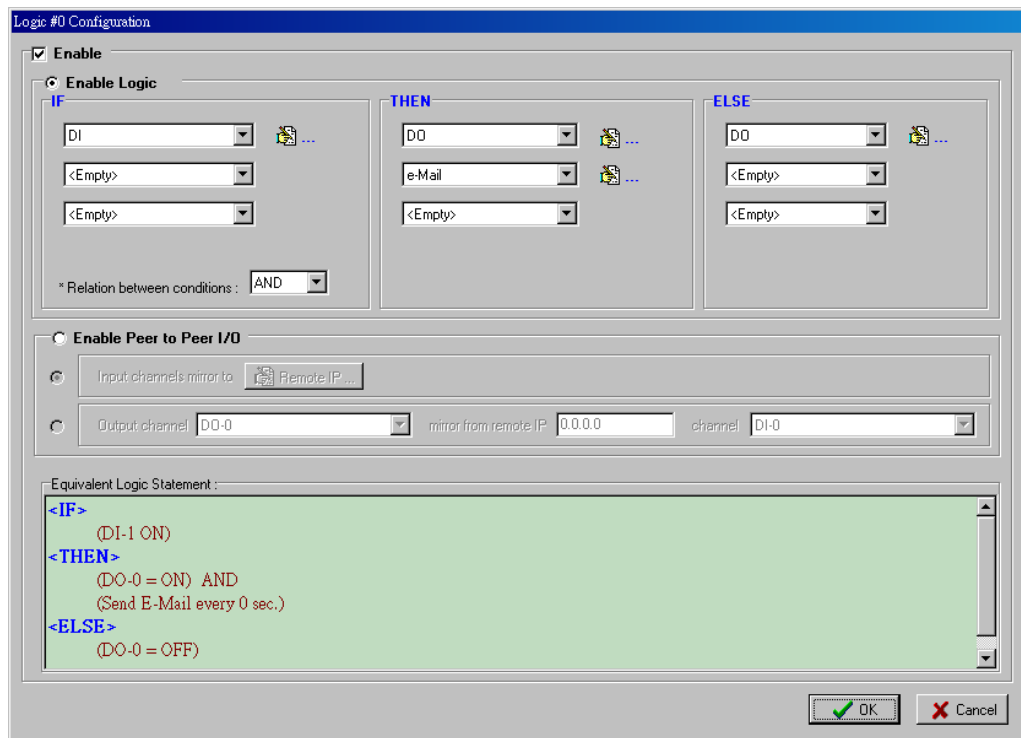 Logic #0 Configuration
Enable
Enable Logic
IF
DI
...
<Empty>
<Empty>
* Relation between conditions : AND
THEN
DO
...
e-Mail
...
<Empty>
ELSE
DO
...
<Empty>
<Empty>
Enable Peer to Peer I/O
Input channels mirror to Remote IP ...
Output channel DO-0 mirror from remote IP 0.0.0.0 channel DI-0
Equivalent Logic Statement :
<IF>
(DI-1 ON)
<THEN>
(DO-0 = ON) AND
(Send E-Mail every 0 sec.)
<ELSE>
(DO-0 = OFF)
OK Cancel